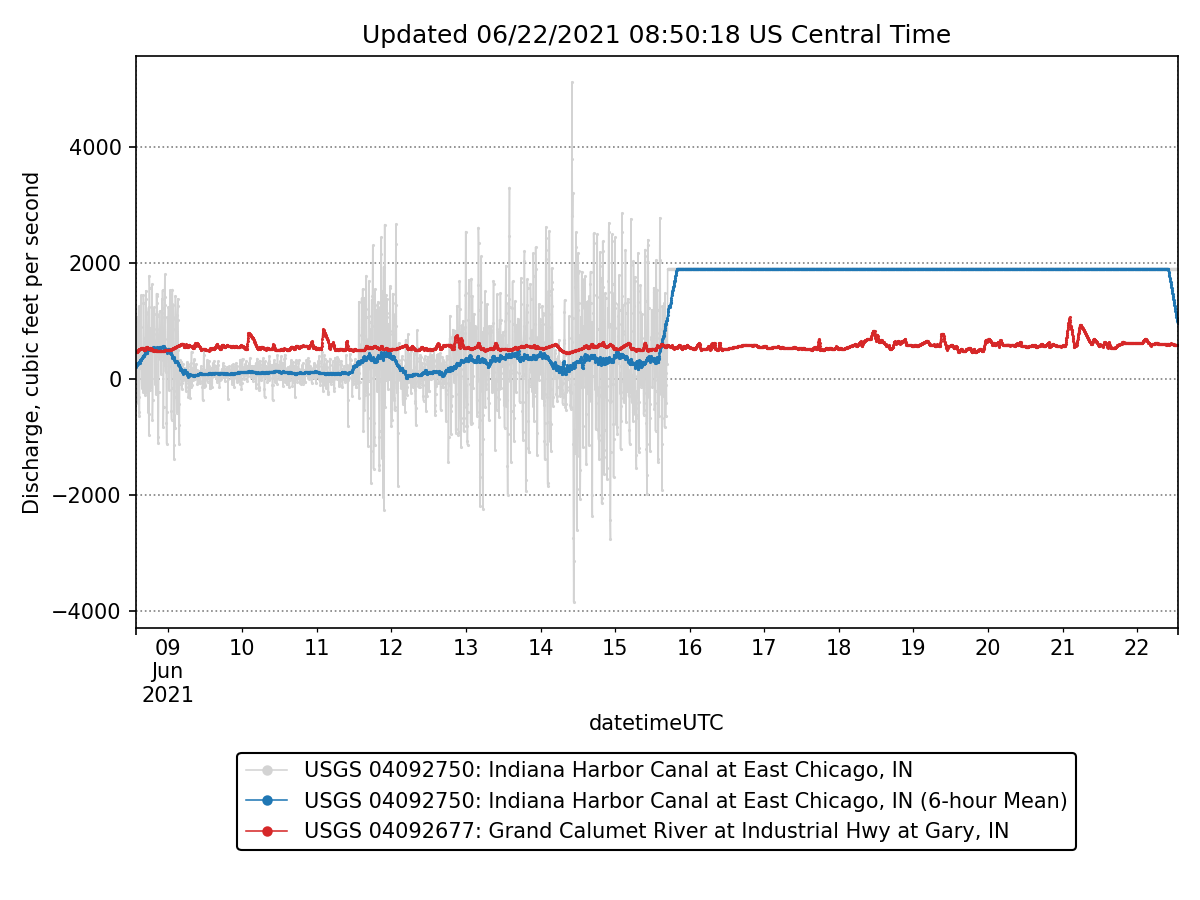 Updated 06/22/2021 08:50:18 US Central Time
Discharge, cubic feet per second
4000
2000
0
−2000
−4000
09 10 11 12 13 14 15 16 17 18 19 20 21 22
Jun
2021
datetimeUTC
USGS 04092750: Indiana Harbor Canal at East Chicago, IN
USGS 04092750: Indiana Harbor Canal at East Chicago, IN (6-hour Mean)
USGS 04092677: Grand Calumet River at Industrial Hwy at Gary, IN